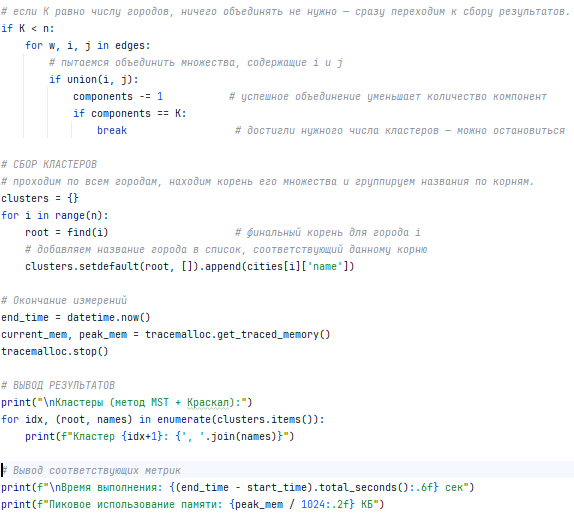 # если K равно числу городов, ничего объединять не нужно — сразу переходим к сбору результатов.
if K < n:
    for w, i, j in edges:
        # пытаемся объединить множества, содержащие i и j
        if union(i, j):
            components -= 1           # успешное объединение уменьшает количество компонент
            if components == K:
                break                  # достигли нужного числа кластеров — можно остановиться
# СБОР КЛАСТЕРОВ
# проходим по всем городам, находим корень его множества и группируем названия по корням.
clusters = {}
for i in range(n):
    root = find(i)                     # финальный корень для города i
    # добавляем название города в список, соответствующий данному корню
    clusters.setdefault(root, []).append(cities[i]['name'])
# Окончание измерений
end_time = datetime.now()
current_mem, peak_mem = tracemalloc.get_traced_memory()
tracemalloc.stop()
# ВЫВОД РЕЗУЛЬТАТОВ
print("\nКластеры (метод MST + Краскал):")
for idx, (root, names) in enumerate(clusters.items()):
    print(f"Кластер {idx+1}: {', '.join(names)}")
# Вывод соответствующих метрик
print(f"\nВремя выполнения: {(end_time - start_time).total_seconds():.6f} сек")
print(f"Пиковое использование памяти: {peak_mem / 1024:.2f} КБ")